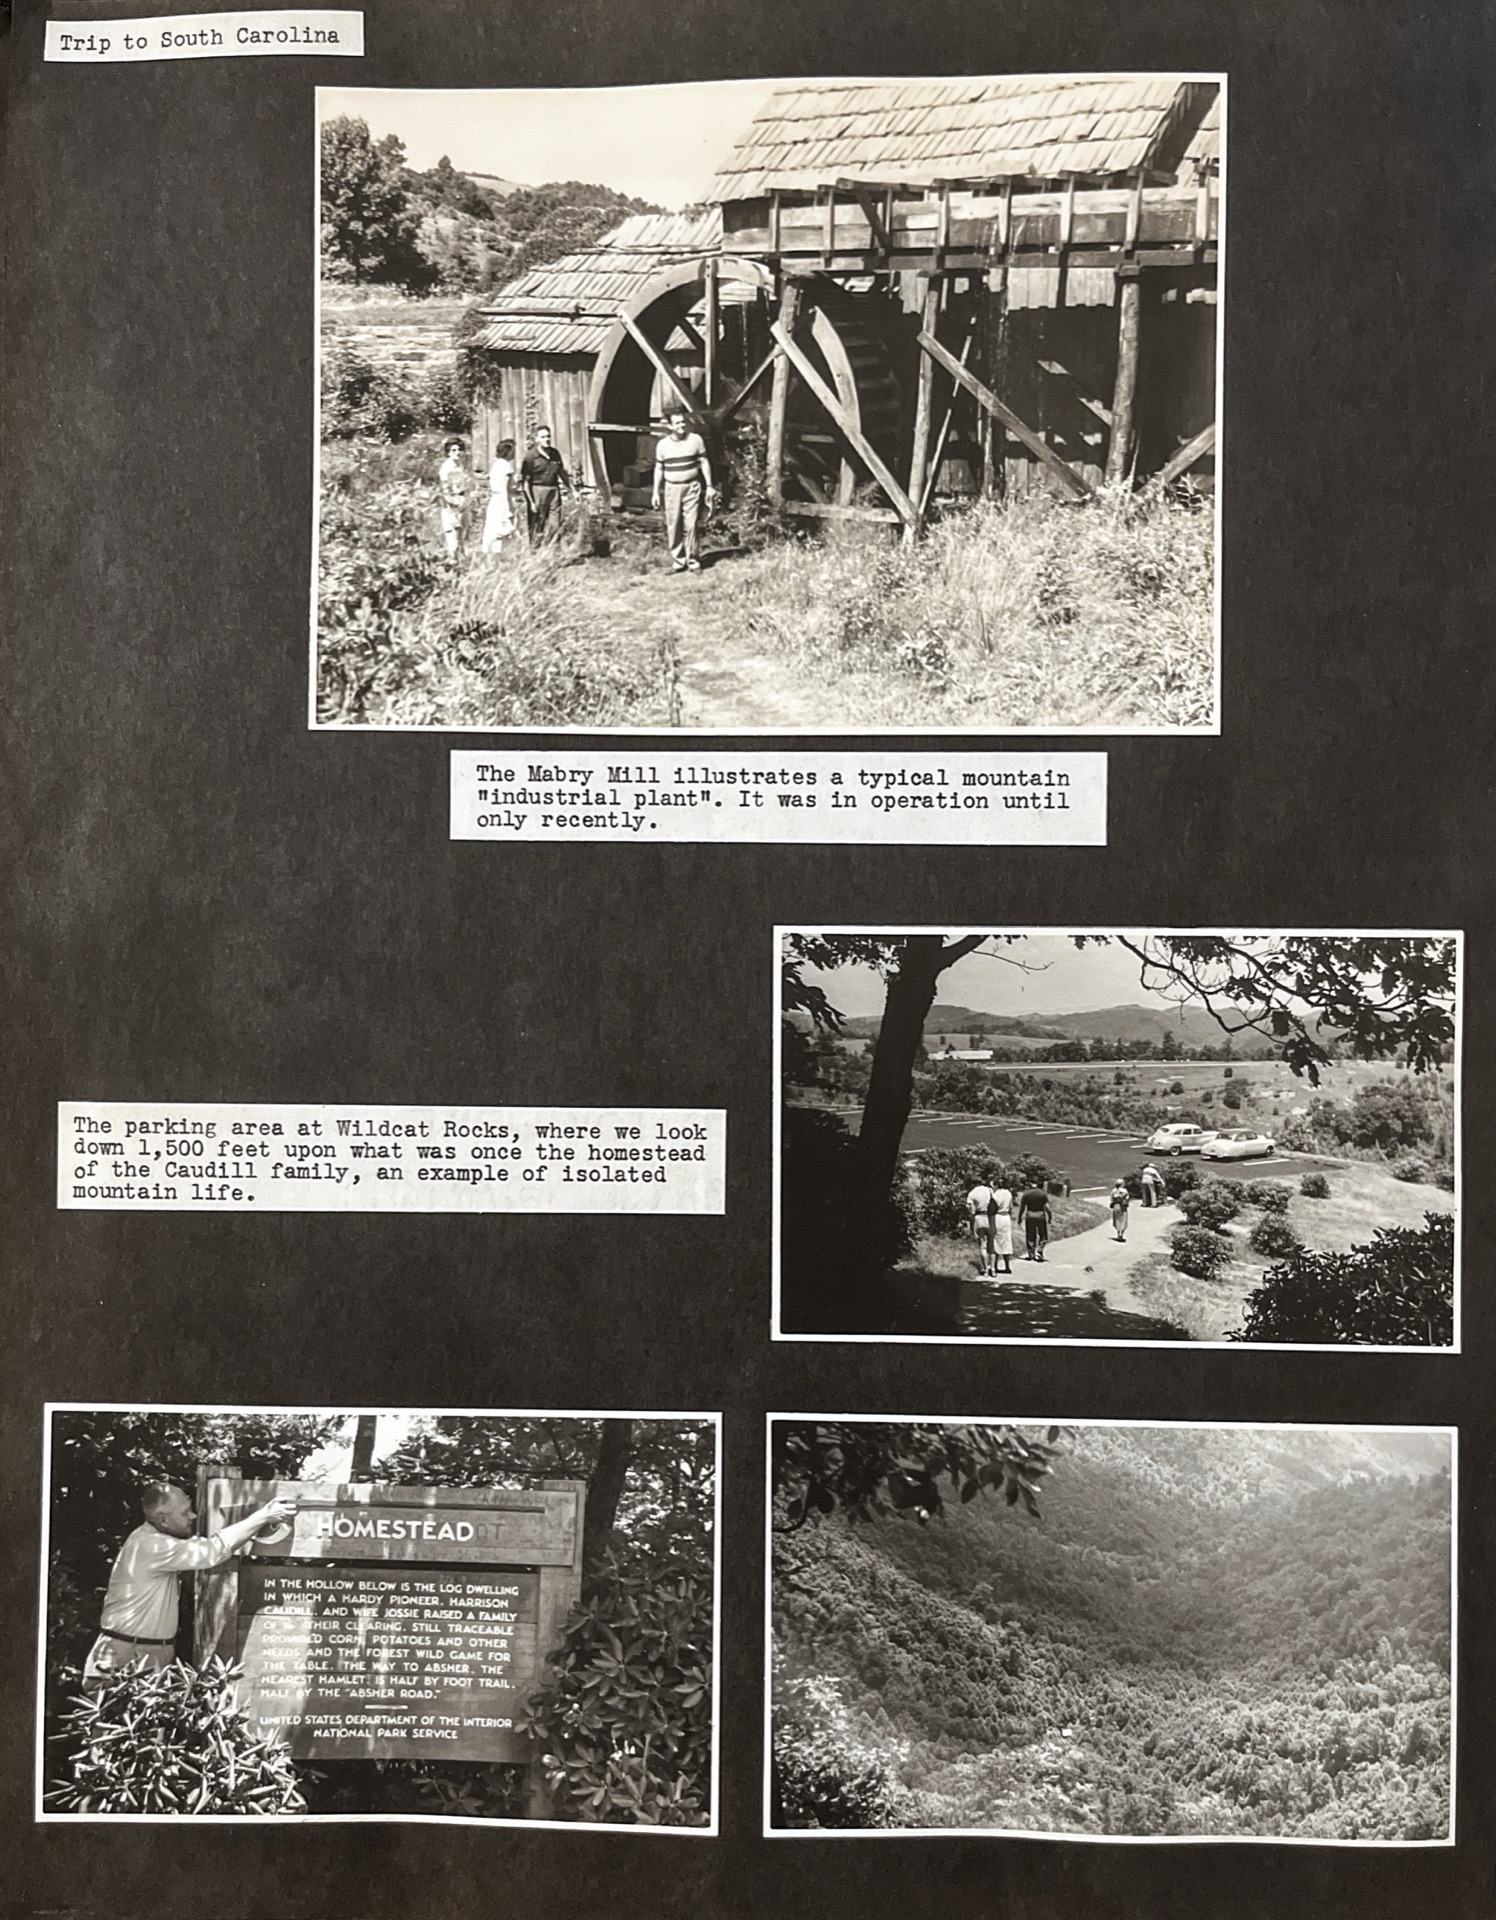 Trip to South Carolina
The Mabry Mill illustrates a typical mountain
"industrial plant". It was in operation until
only recently.
The parking area at Wildcat Rocks, where we look
down 1,500 feet upon what was once the homestead
of the Caudill family, an example of isolated
mountain life.
HOMESTEAD
IN THE HOLLOW BELOW IS THE LOG DWELLING
IN WHICH A HARDY PIONEER, HARRISON
CAUDILL, AND WIFE JOSSIE RAISED A FAMILY
OF THEIR CLEARING, STILL TRACEABLE
PROVIDED CORN, POTATOES AND OTHER
NEEDS AND THE FOREST WILD GAME FOR
THE TABLE. THE WAY TO ABSHER, THE
NEAREST HAMLET, IS HALF BY FOOT TRAIL,
HALF BY THE "ABSHER ROAD."
UNITED STATES DEPARTMENT OF THE INTERIOR
NATIONAL PARK SERVICE